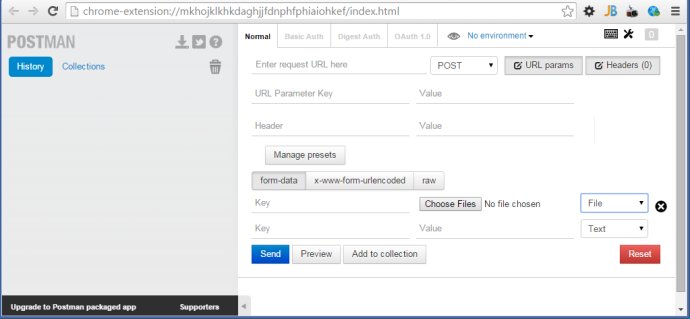 chrome-extension://mkhojklkhkdaghjjfdnphfphiaiohkef/index.html
JB
POSTMAN
History
Collections
Normal
Basic Auth
Digest Auth
OAuth 1.0
No environment
0
Enter request URL here
POST
URL params
Headers (0)
URL Parameter Key
Value
Header
Value
Manage presets
form-data
x-www-form-urlencoded
raw
Key
Choose Files No file chosen
File
Key
Value
Text
Send
Preview
Add to collection
Reset
Upgrade to Postman packaged app
Supporters